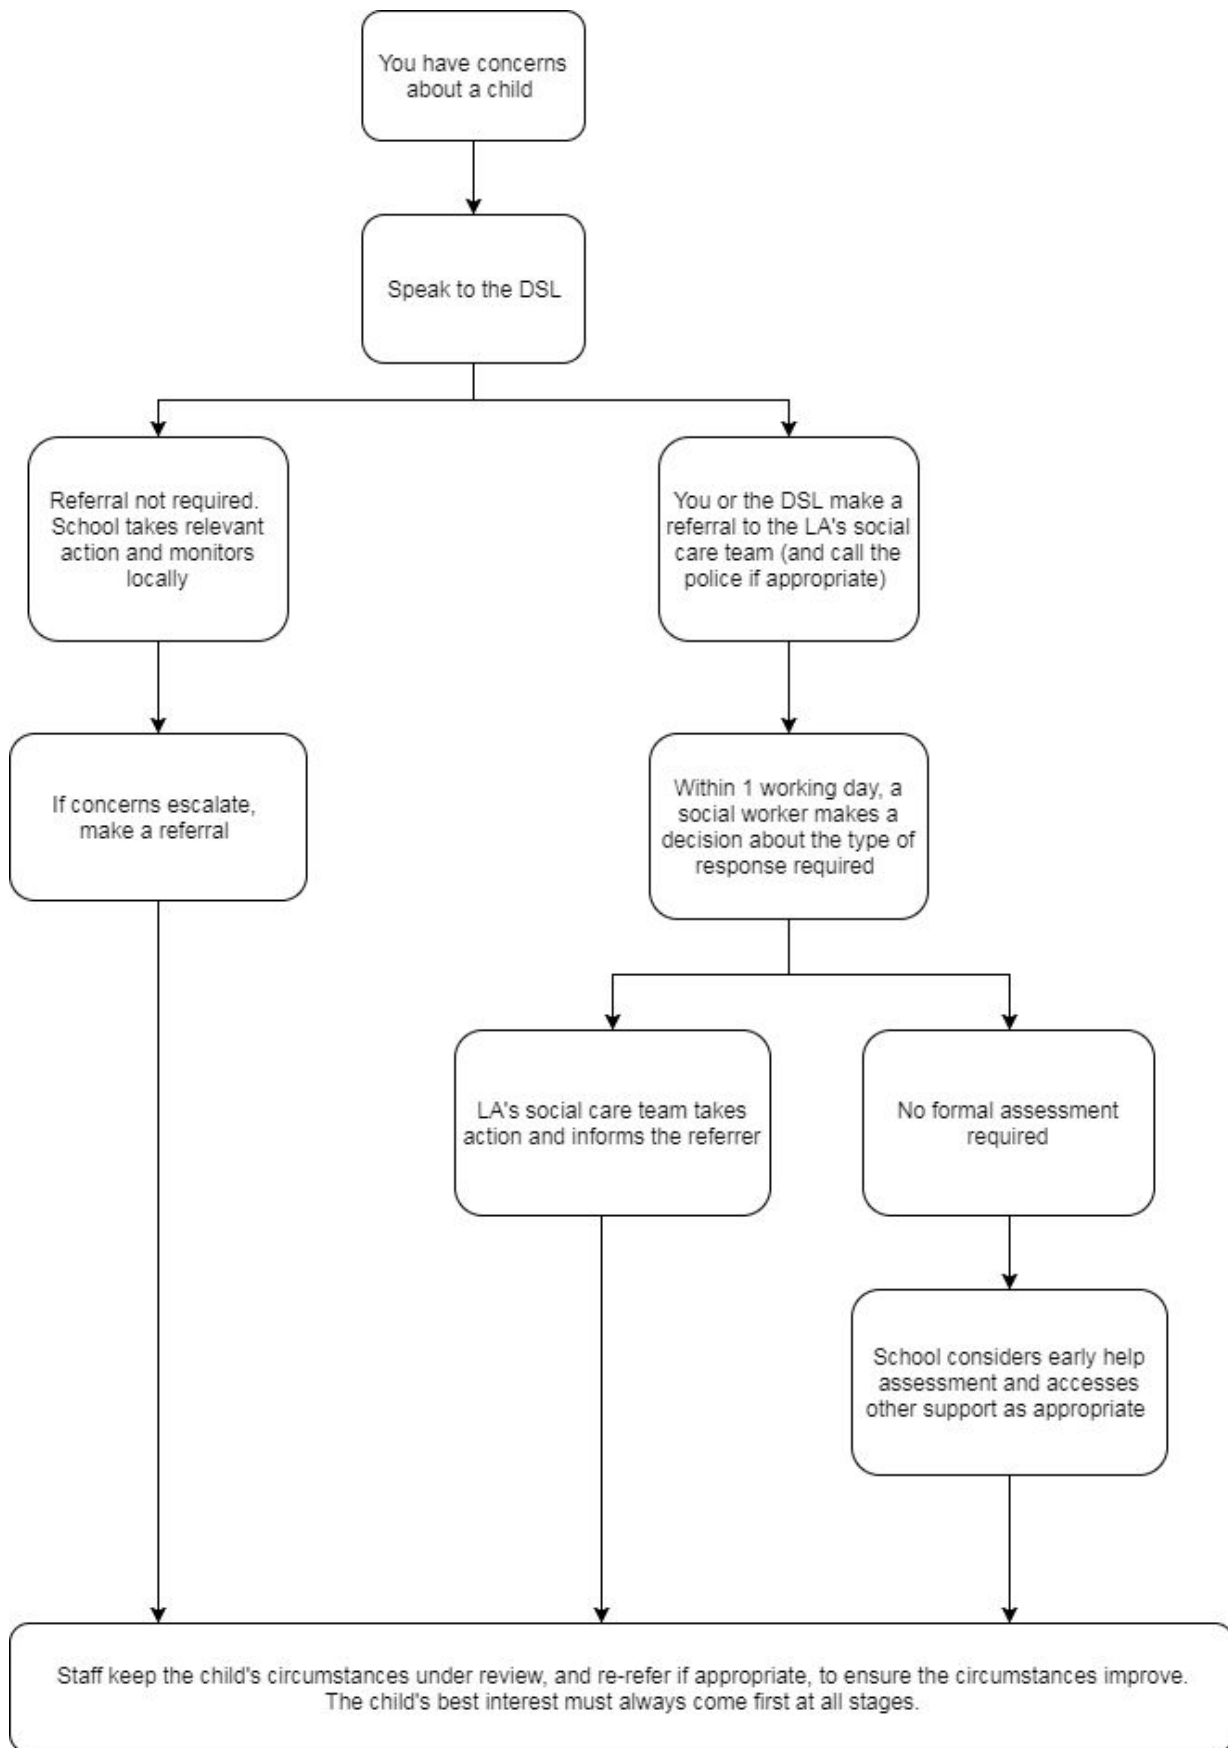 You have concerns
about a child
Speak to the DSL
Referral not required.
School takes relevant
action and monitors
locally
You or the DSL make a
referral to the LA's social
care team (and call the
police if appropriate)
If concerns escalate,
make a referral
Within 1 working day, a
social worker makes a
decision about the type of
response required
LA's social care team takes
action and informs the referrer
No formal assessment
required
School considers early help
assessment and accesses
other support as appropriate
Staff keep the child's circumstances under review, and re-refer if appropriate, to ensure the circumstances improve.
The child's best interest must always come first at all stages.